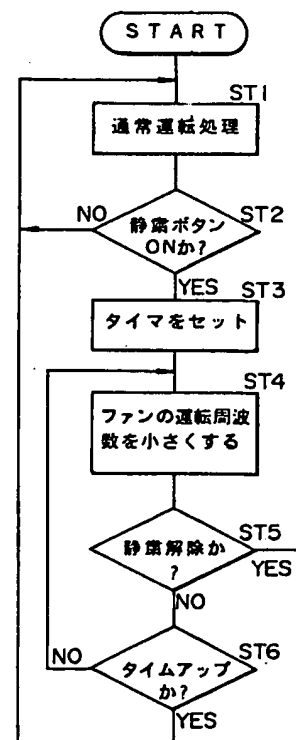 START
ST1
通常運転処理
NO
ST2
静粛ボタン
ONか?
YES
ST3
タイマをセット
ST4
ファンの運転周波
数を小さくする
ST5
静粛解除か
?
YES
NO
ST6
NO
タイムアップ
か?
YES